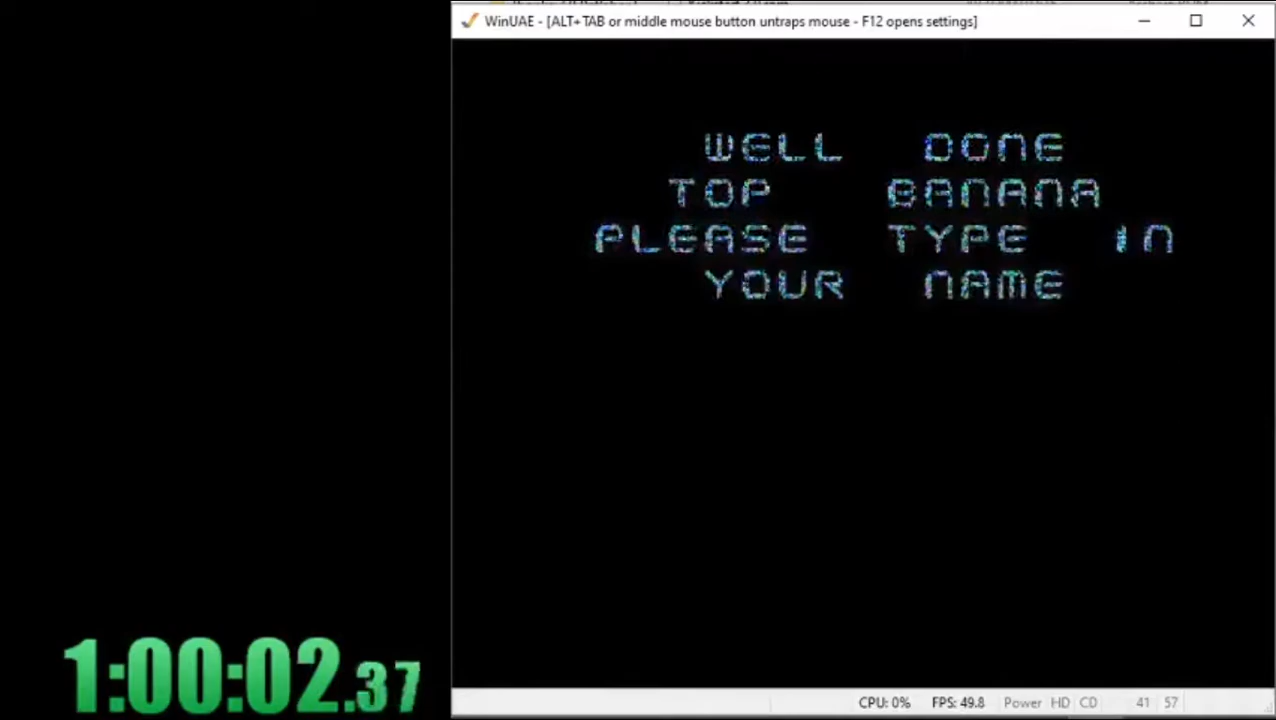 WinUAE - [ALT+TAB or middle mouse button untraps mouse - F12 opens settings]
WELL DONE
TOP BANANA
PLEASE TYPE IN
YOUR NAME
1:00:02.37
CPU: 0% FPS: 49.8 Power HD CD 41 57